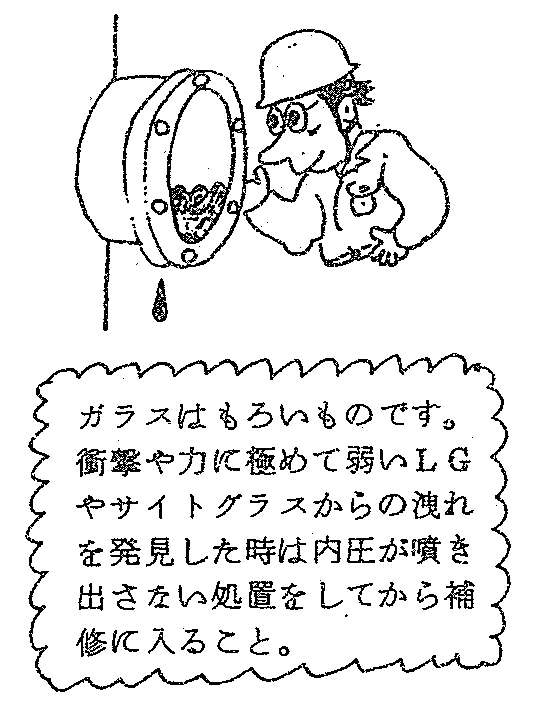 ガラスはもろいものです。
衝撃や力に極めて弱いLG
やサイトグラスからの洩れ
を発見した時は内圧が噴き
出さない処置をしてから補
修に入ること。